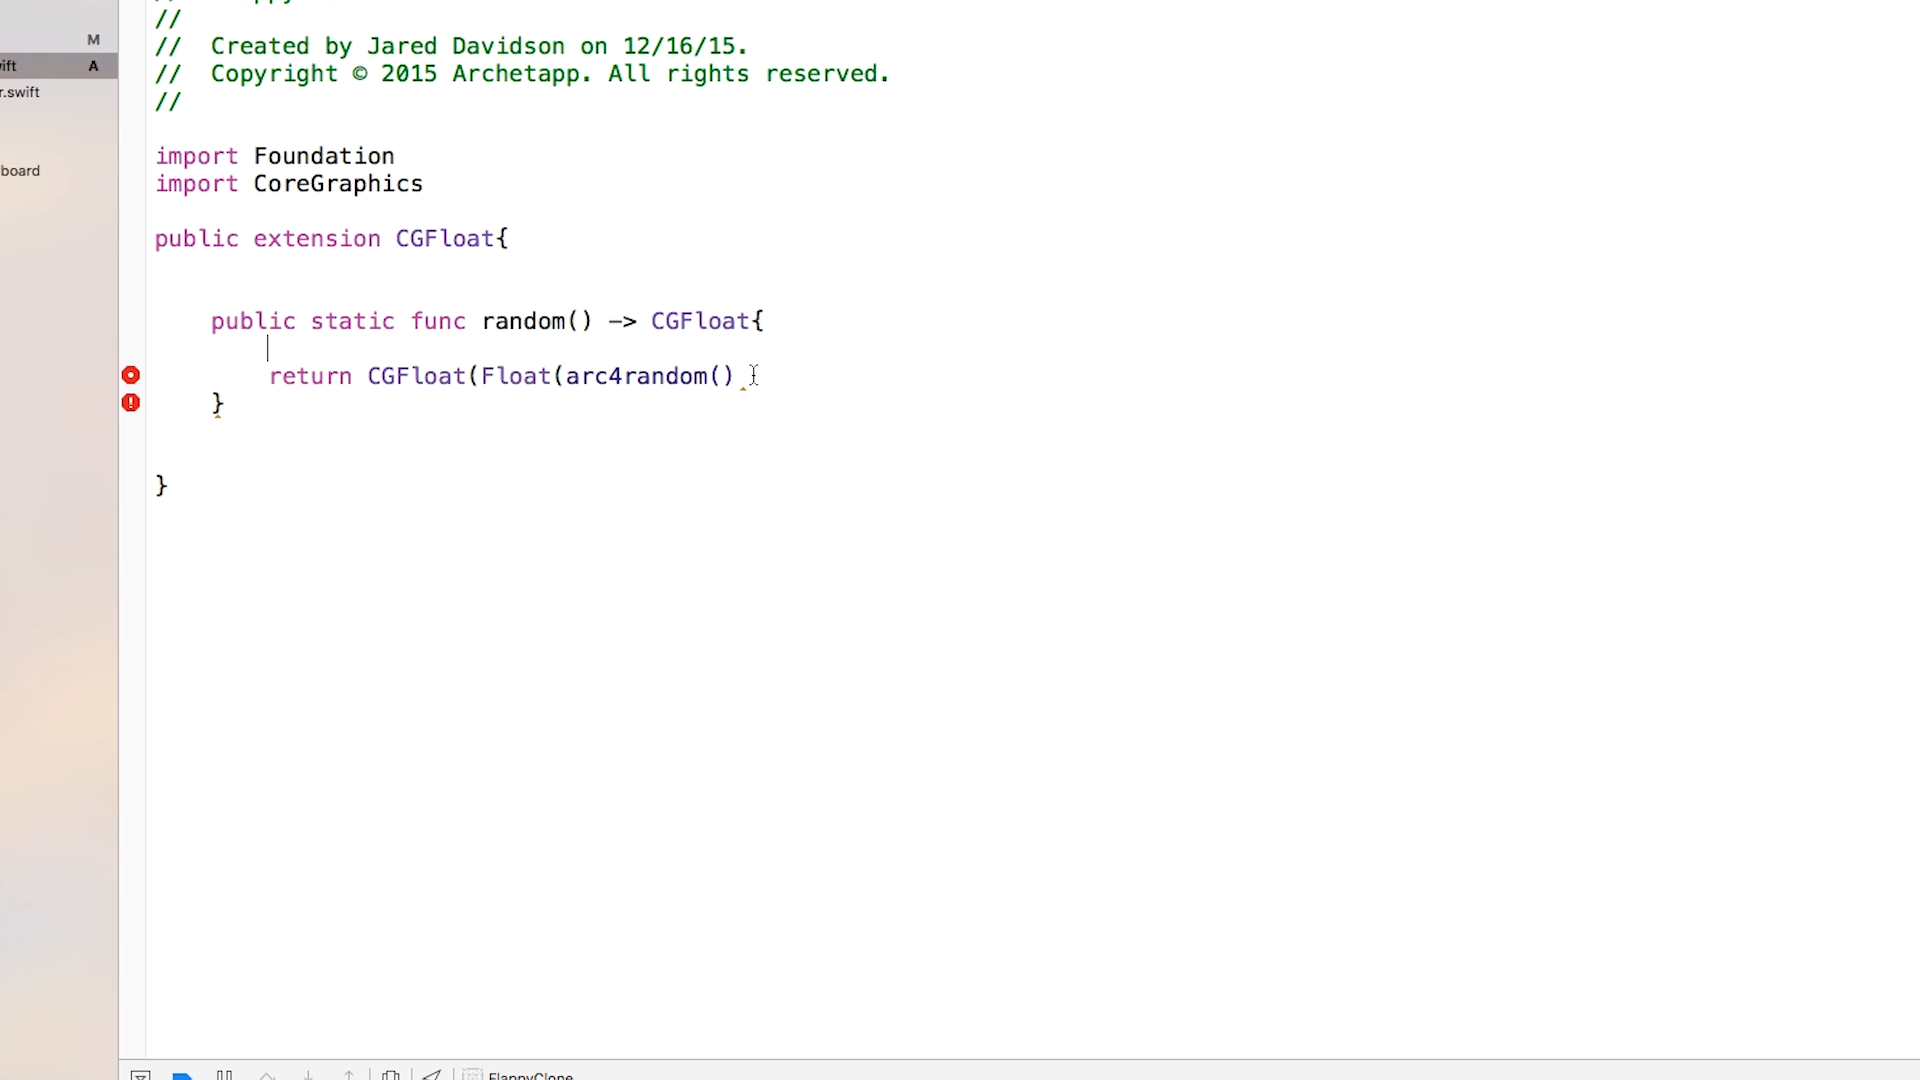 //
M
// Created by Jared Davidson on 12/16/15.
ift A
// Copyright © 2015 Archetapp. All rights reserved.
r.swift
//
import Foundation
board
import CoreGraphics
public extension CGFloat{
public static func random() -> CGFloat{
return CGFloat(Float(arc4random()
}
}
FlappyClone